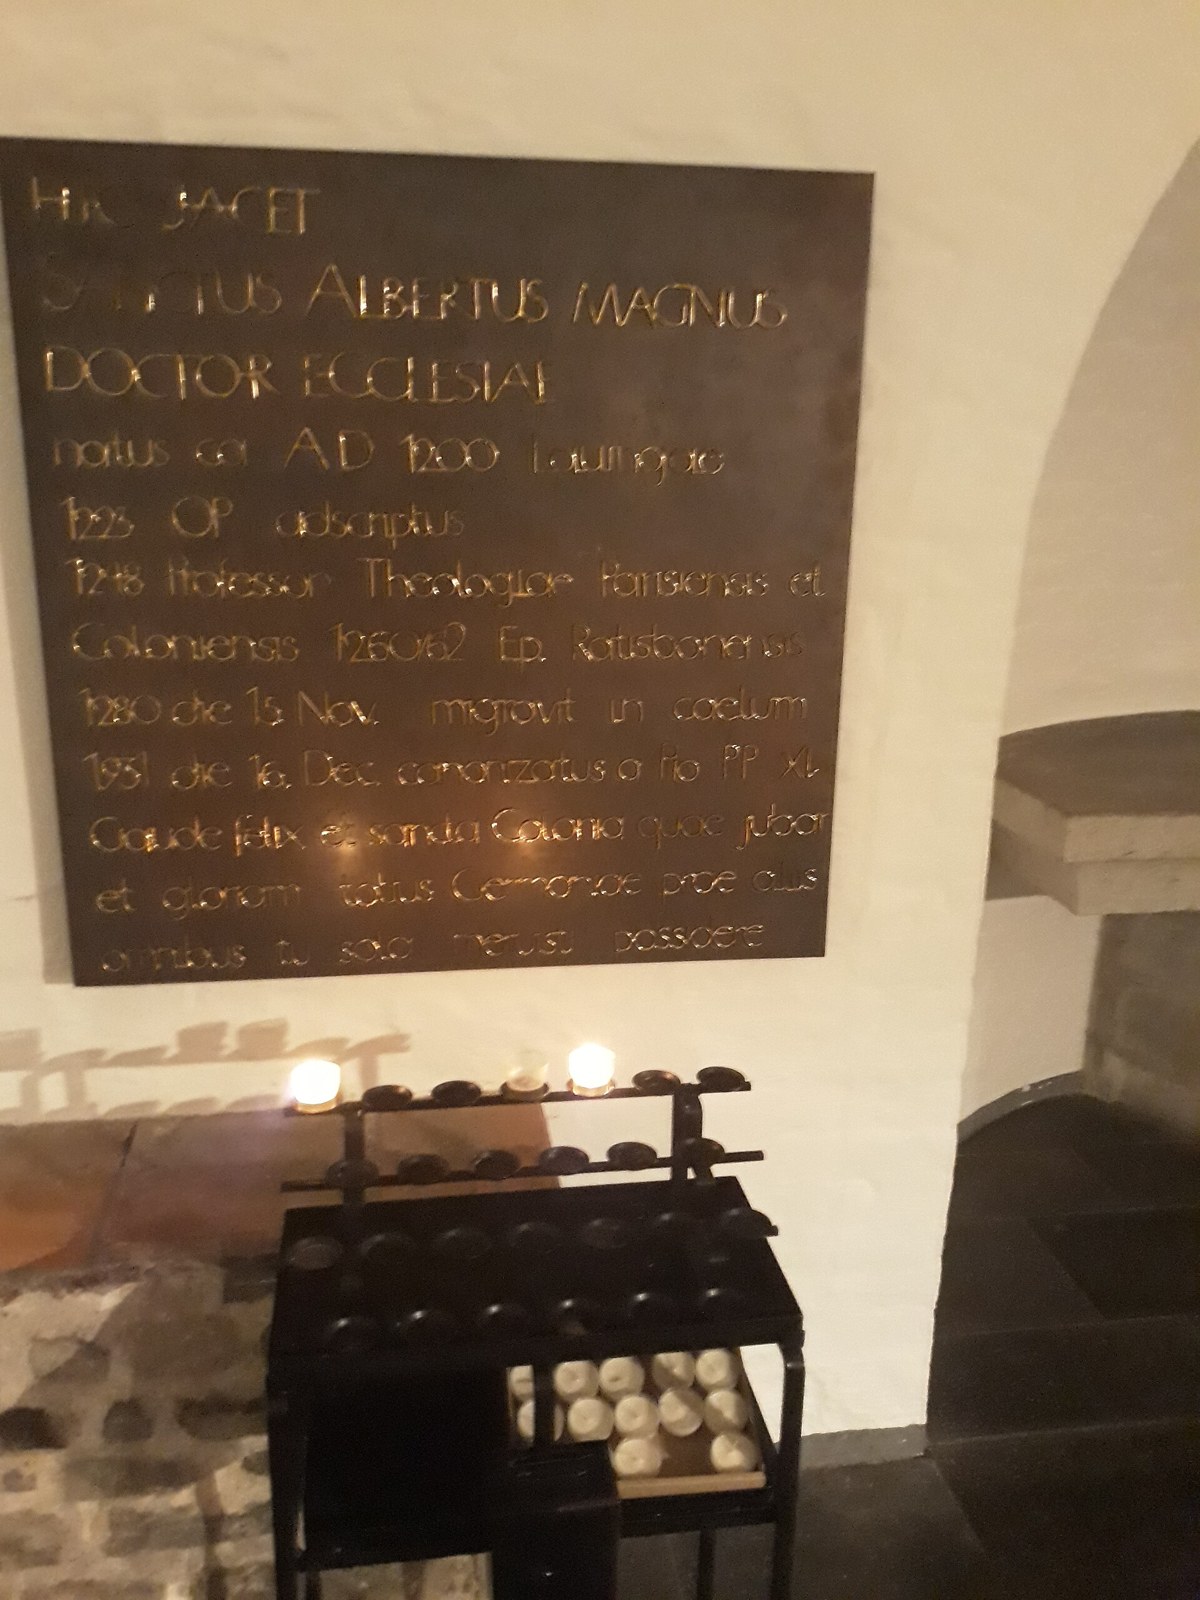 HIC JACET
SANCTUS ALBERTUS MAGNUS
DOCTOR ECCLESIAE
natus ca AD 1200 Lauingae
1223 OP adscriptus
1248 Professor Theologiae Parisiensis et
Coloniensis 1260/62 Ep. Ratisbonensis
1280 die 15. Nov. migravit in caelum
1931 die 16. Dec. canonizatus a Pio PP XI.
Gaude felix et sancta Colonia quae jubar
et gloriam totius Germaniae prae aliis
omnibus tu sola meruisti possidere